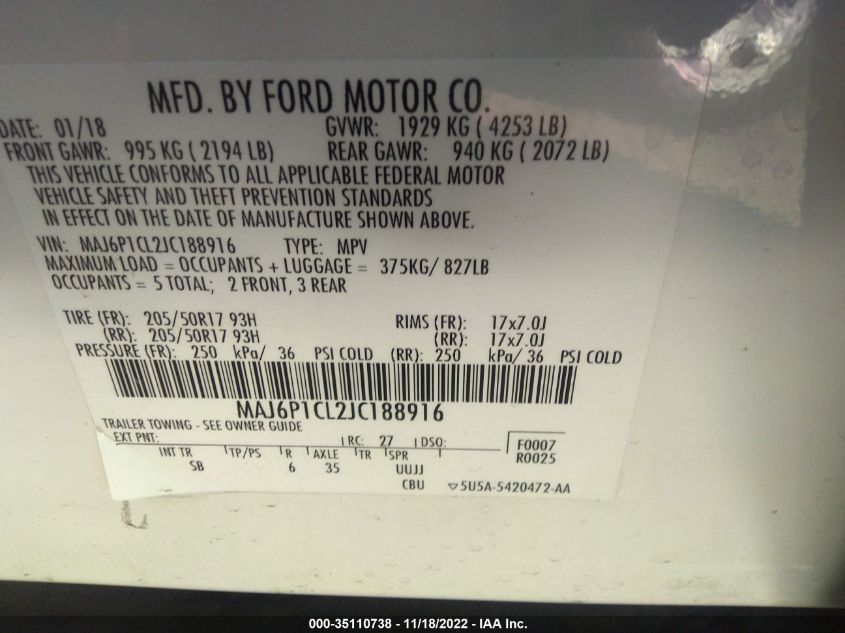 MFD. BY FORD MOTOR CO.
DATE: 01/18 GVWR: 1929 KG ( 4253 LB)
FRONT GAWR: 995 KG ( 2194 LB) REAR GAWR: 940 KG ( 2072 LB)
THIS VEHICLE CONFORMS TO ALL APPLICABLE FEDERAL MOTOR
VEHICLE SAFETY AND THEFT PREVENTION STANDARDS
IN EFFECT ON THE DATE OF MANUFACTURE SHOWN ABOVE.
VIN: MAJ6P1CL2JC188916 TYPE: MPV
MAXIMUM LOAD = OCCUPANTS + LUGGAGE = 375KG/ 827LB
OCCUPANTS = 5 TOTAL; 2 FRONT, 3 REAR
TIRE (FR): 205/50R17 93H RIMS (FR): 17x7.0J
(RR): 205/50R17 93H (RR): 17x7.0J
PRESSURE (FR): 250 kPa/ 36 PSI COLD (RR): 250 kPa/ 36 PSI COLD
MAJ6P1CL2JC188916
TRAILER TOWING - SEE OWNER GUIDE
EXT PNT: RC: 27 DSO: F0007
INT TR TP/PS R AXLE TR SPR R0025
SB 6 35 UUJJ
CBU ▽5U5A-5420472-AA
000-35110738 - 11/18/2022 - IAA Inc.